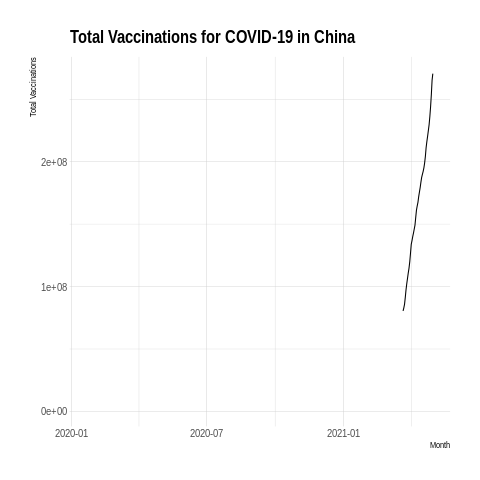 Total Vaccinations for COVID-19 in China
Total Vaccinations
2e+08
1e+08
0e+00
2020-01 2020-07 2021-01
Month